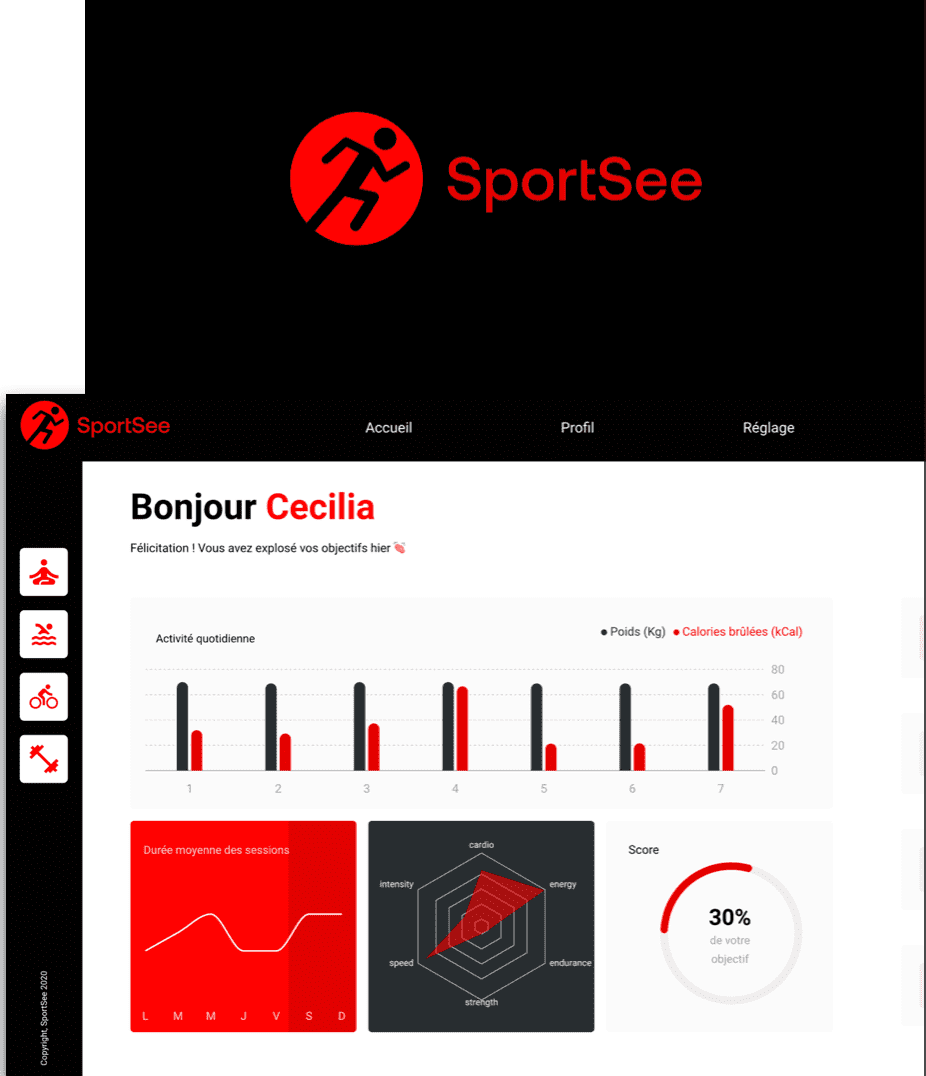 SportSee
SportSee
Accueil
Profil
Réglage
Bonjour Cecilia
Félicitation ! Vous avez explosé vos objectifs hier 👏
Activité quotidienne
Poids (Kg)
Calories brûlées (kCal)
80
60
40
20
0
1 2 3 4 5 6 7
Durée moyenne des sessions
L M M J V S D
cardio
energy
endurance
strength
speed
intensity
Score
30%
de votre
objectif
Copyright, SportSee 2020